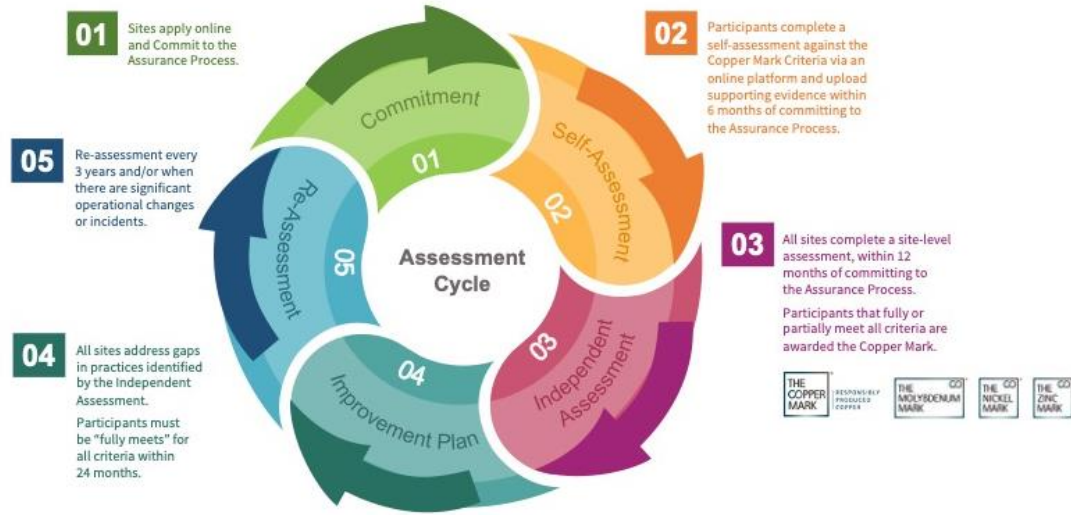 01
Sites apply online
and Commit to the
Assurance Process.
02
Participants complete a
self-assessment against the
Copper Mark Criteria via an
online platform and upload
supporting evidence within
6 months of committing to
the Assurance Process.
03
All sites complete a site-level
assessment, within 12
months of committing to
the Assurance Process.
Participants that fully or
partially meet all criteria are
awarded the Copper Mark.
THE
COPPER
MARK
RESPONSIBLY
PRODUCED
COPPER
THE
MOLYBDENUM
MARK
THE
NICKEL
MARK
THE
ZINC
MARK
04
All sites address gaps
in practices identified
by the Independent
Assessment.
Participants must
be “fully meets” for
all criteria within
24 months.
05
Re-assessment every
3 years and/or when
there are significant
operational changes
or incidents.
Assessment
Cycle
Commitment
01
Self-Assessment
02
Independent
Assessment
03
Improvement Plan
04
Re-Assessment
05